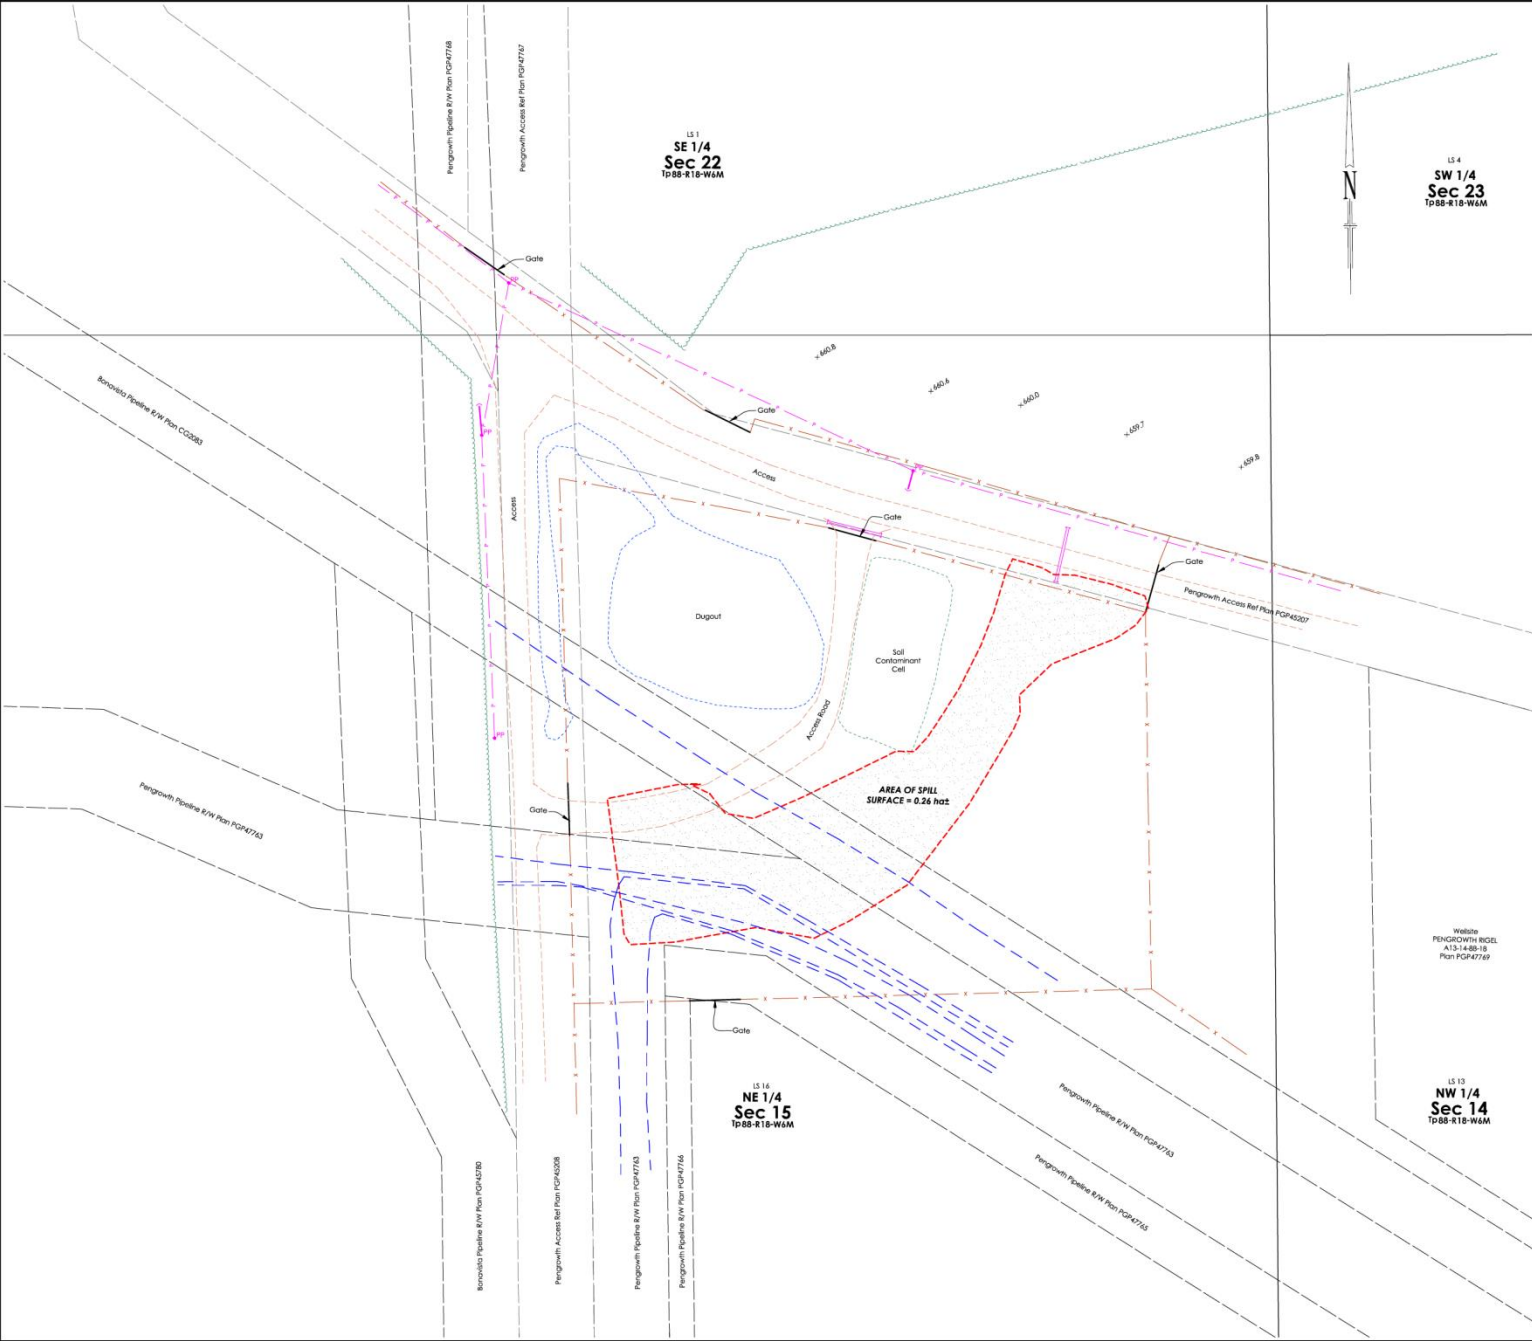 Pengrowth Pipeline R/W Plan PGP47768
Pengrowth Access Ref Plan PGP47767
LS 1
SE 1/4
Sec 22
Tp88-R18-W6M
N
LS 4
SW 1/4
Sec 23
Tp88-R18-W6M
Gate
PP
× 660.8
× 660.6
× 660.0
× 659.7
× 659.8
Bonavista Pipeline R/W Plan CG2083
PP
Gate
Access
Access
Gate
Gate
Pengrowth Access Ref Plan PGP45207
Dugout
Soil
Contaminant
Cell
Access Road
PP
AREA OF SPILL
SURFACE = 0.26 ha±
Pengrowth Pipeline R/W Plan PGP47763
Gate
Wellsite
PENGROWTH RIGEL
A13-14-88-18
Plan PGP47769
Gate
LS 16
NE 1/4
Sec 15
Tp88-R18-W6M
LS 13
NW 1/4
Sec 14
Tp88-R18-W6M
Pengrowth Pipeline R/W Plan PGP47763
Pengrowth Pipeline R/W Plan PGP47765
Bonavista Pipeline R/W Plan PGP45780
Pengrowth Access Ref Plan PGP45208
Pengrowth Pipeline R/W Plan PGP47763
Pengrowth Pipeline R/W Plan PGP47766